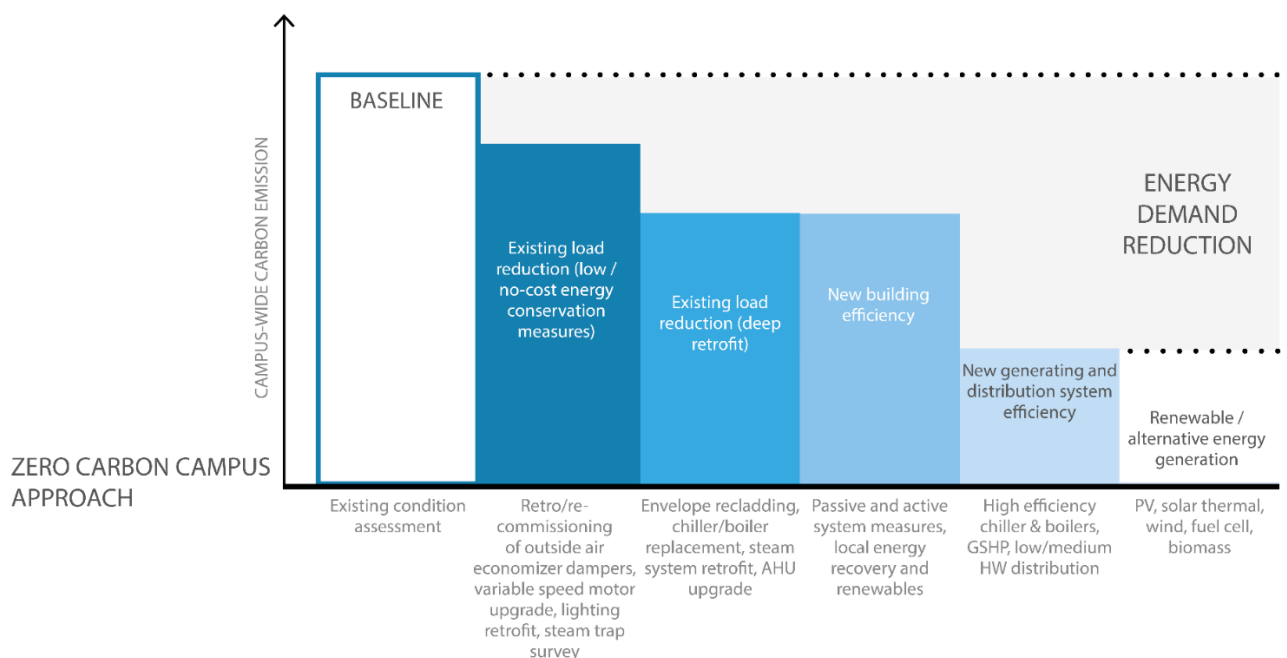 CAMPUS-WIDE CARBON EMISSION
BASELINE
Existing load
reduction (low /
no-cost energy
conservation
measures)
Existing load
reduction (deep
retrofit)
New building
efficiency
New generating and
distribution system
efficiency
ENERGY
DEMAND
REDUCTION
Renewable /
alternative energy
generation
ZERO CARBON CAMPUS
APPROACH
Existing condition
assessment
Retro/re-
commissioning
of outside air
economizer dampers,
variable speed motor
upgrade, lighting
retrofit, steam trap
survey
Envelope recladding,
chiller/boiler
replacement, steam
system retrofit, AHU
upgrade
Passive and active
system measures,
local energy
recovery and
renewables
High efficiency
chiller & boilers,
GSHP, low/medium
HW distribution
PV, solar thermal,
wind, fuel cell,
biomass